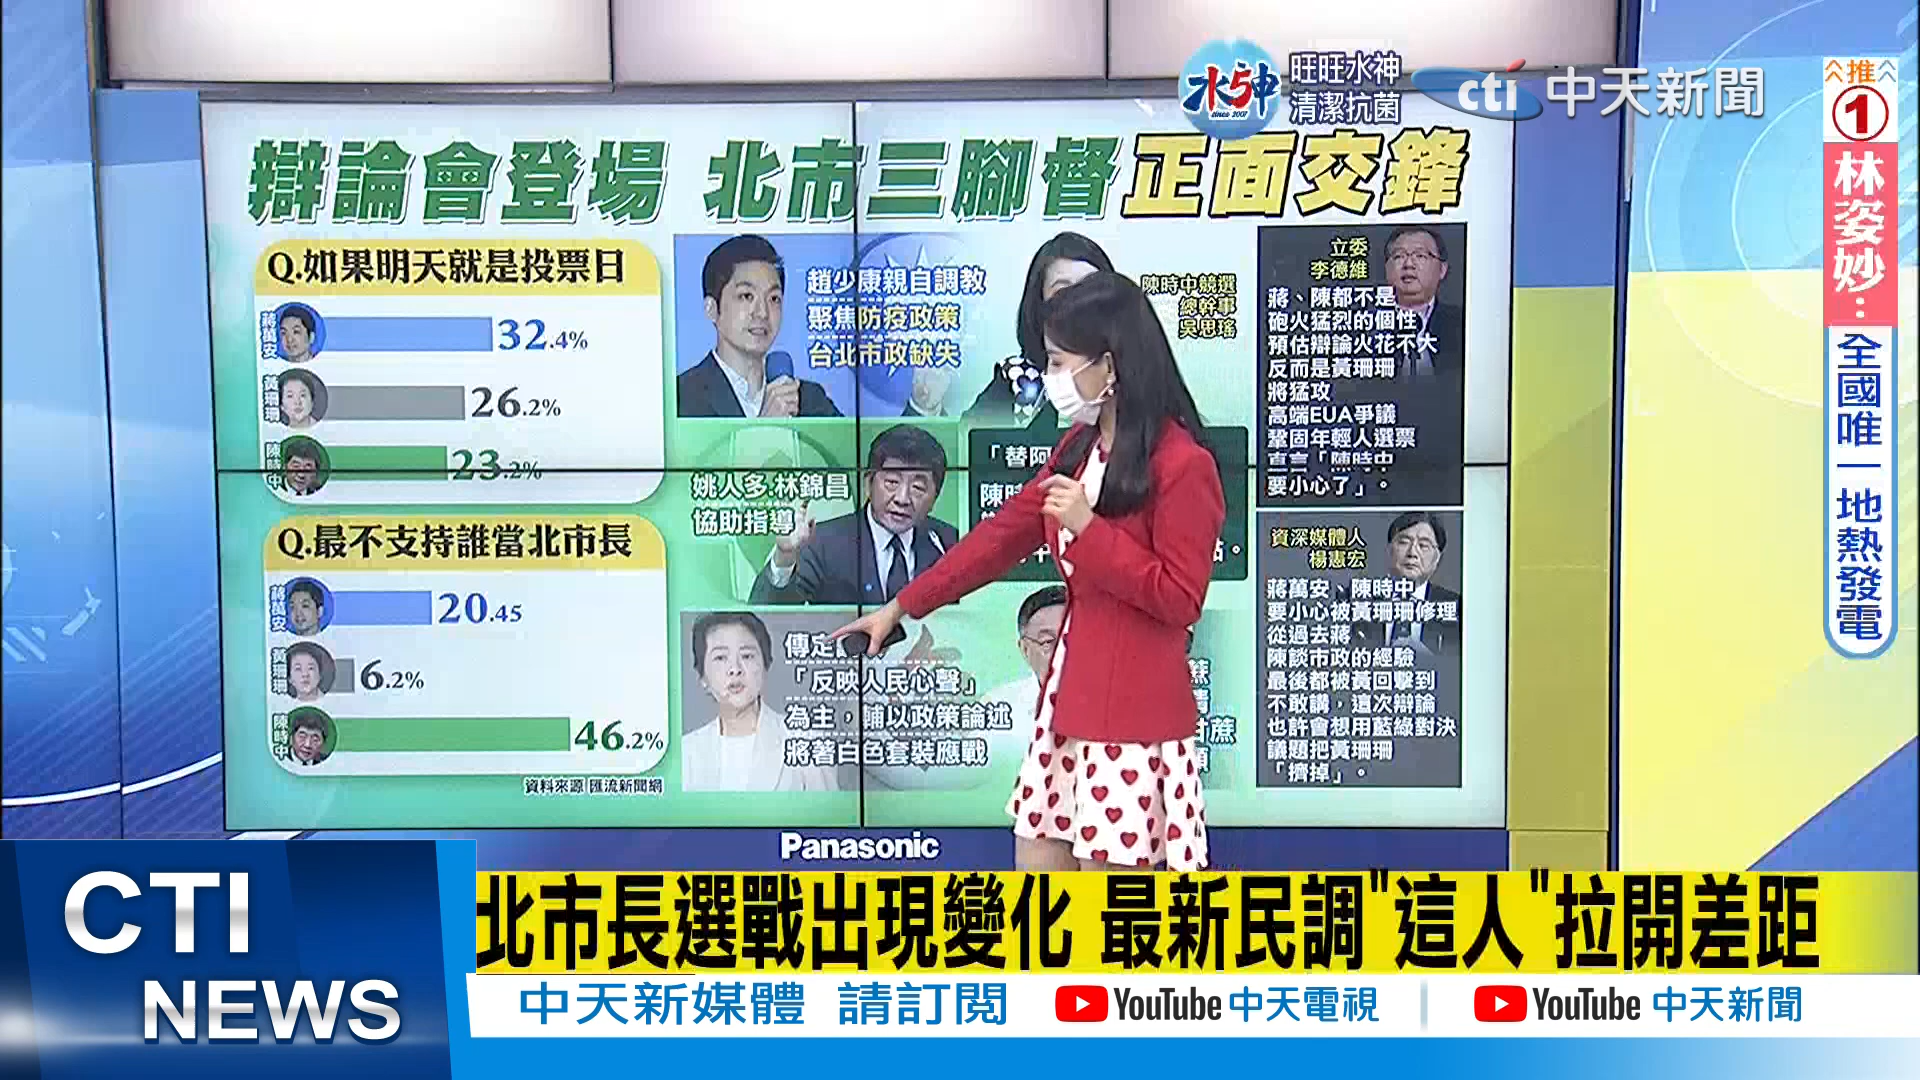 水神
since 2007
旺旺水神
清潔抗菌
cti 中天新聞
推
1
林姿妙：
全國唯一地熱發電
辯論會登場 北市三腳督正面交鋒
Q.如果明天就是投票日
蔣萬安
32.4%
黃珊珊
26.2%
陳時中
23.2%
Q.最不支持誰當北市長
蔣萬安
20.45
黃珊珊
6.2%
陳時中
46.2%
資料來源 匯流新聞網
趙少康親自調教
聚焦防疫政策
台北市政缺失
陳時中競選
總幹事
吳思瑤
「替阿
陳時
姚人多.林錦昌
協助指導
傳定
「反映人民心聲」
為主，輔以政策論述
將著白色套裝應戰
立委
李德維
蔣、陳都不是
砲火猛烈的個性
預估辯論火花不大
反而是黃珊珊
將猛攻
高端EUA爭議
鞏固年輕人選票
直言「陳時中
要小心了」。
資深媒體人
楊憲宏
蔣萬安、陳時中
要小心被黃珊珊修理
從過去蔣、
陳談市政的經驗
最後都被黃回擊到
不敢講，這次辯論
也許會想用藍綠對決
議題把黃珊珊
「擠掉」。
Panasonic
CTI
NEWS
北市長選戰出現變化 最新民調"這人"拉開差距
中天新媒體 請訂閱 YouTube 中天電視 YouTube 中天新聞